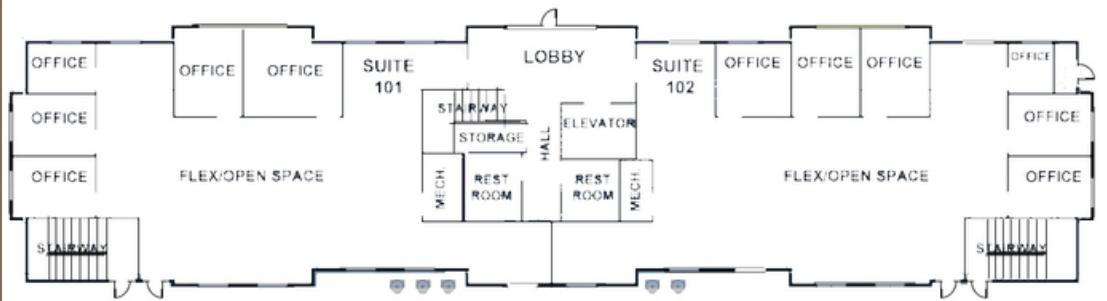 LOBBY
OFFICE
OFFICE
OFFICE
SUITE
101
SUITE
102
OFFICE
OFFICE
OFFICE
OFFICE
STAIRWAY
OFFICE
STORAGE
HALL
ELEVATOR
OFFICE
OFFICE
FLEX/OPEN SPACE
MECH.
REST
ROOM
REST
ROOM
MECH.
FLEX/OPEN SPACE
OFFICE
STAIRWAY
STAIRWAY